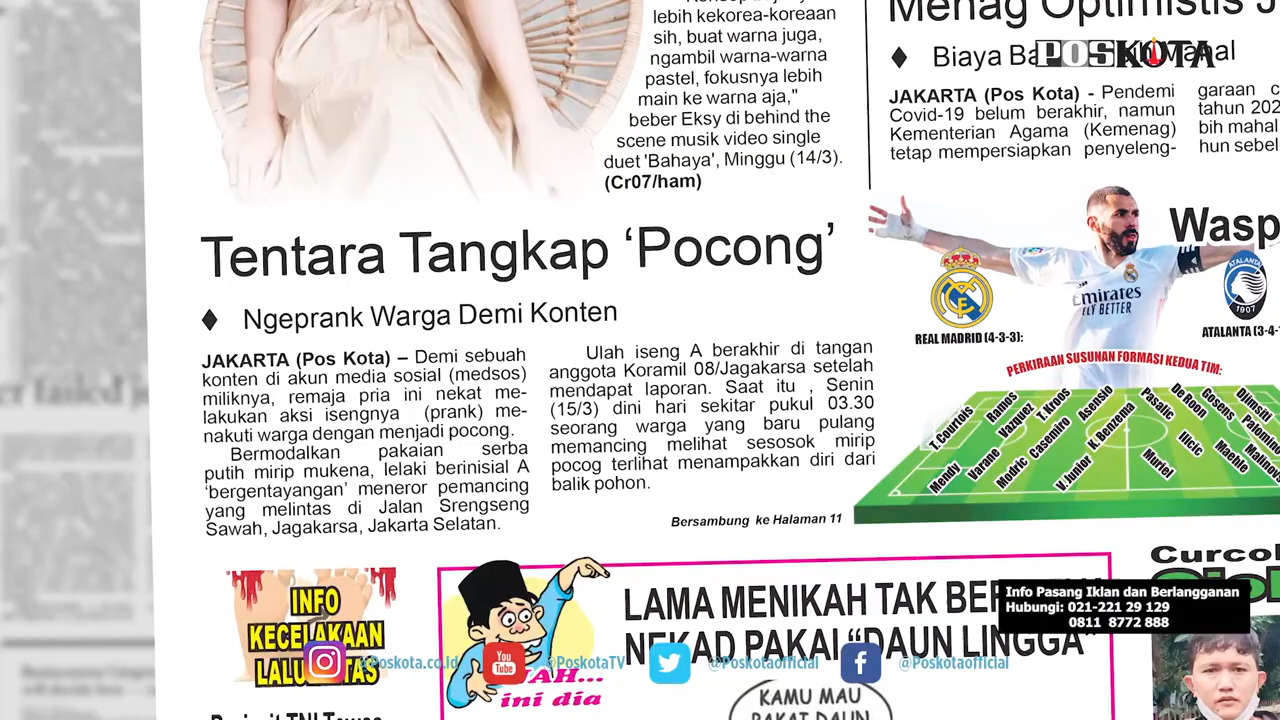 lebih kekorea-koreaan
sih, buat warna juga,
ngambil warna-warna
pastel, fokusnya lebih
main ke warna aja,"
beber Eksy di behind the
scene musik video single
duet 'Bahaya', Minggu (14/3).
(Cr07/ham)
Menag Optimistis J
Biaya Ba
POSKOTA
JAKARTA (Pos Kota) - Pendemi
Covid-19 belum berakhir, namun
Kementerian Agama (Kemenag)
tetap mempersiapkan penyeleng-
garaan
tahun 202
bih mahal
hun sebel
Tentara Tangkap ‘Pocong’
♦ Ngeprank Warga Demi Konten
JAKARTA (Pos Kota) – Demi sebuah
konten di akun media sosial (medsos)
miliknya, remaja pria ini nekat me-
lakukan aksi isengnya (prank) me-
nakuti warga dengan menjadi pocong.
Bermodalkan pakaian serba
putih mirip mukena, lelaki berinisial A
‘bergentayangan’ meneror pemancing
yang melintas di Jalan Srengseng
Sawah, Jagakarsa, Jakarta Selatan.
Ulah iseng A berakhir di tangan
anggota Koramil 08/Jagakarsa setelah
mendapat laporan. Saat itu , Senin
(15/3) dini hari sekitar pukul 03.30
seorang warga yang baru pulang
memancing melihat sesosok mirip
pocog terlihat menampakkan diri dari
balik pohon.
Bersambung ke Halaman 11
Wasp
Emirates
FLY BETTER
ATALANTA
1907
REAL MADRID (4-3-3):
ATALANTA (3-4-
PERKIRAAN SUSUNAN FORMASI KEDUA TIM:
T. Courtois
Mendy
Varane
Ramos
Vazquez
Modric
Casemiro
T. Kroos
V. Junior
K. Benzema
Asensio
Muriel
Ilicic
Pasalic
Maehle
De Roon
Gosens
Djimsiti
INFO
KECELAKAAN
LALU
TAS
LAMA MENIKAH TAK BER
NEKAD PAKAI “DAUN LINGGA”
WAH...
ini dia
KAMU MAU
PAKAI DAUN
Curcol
Info Pasang Iklan dan Berlangganan
Hubungi: 021-221 29 129
0811 8772 888
@Poskota.co.id
You
Tube
@PoskotaTV
@Poskotaofficial
@Poskotaofficial